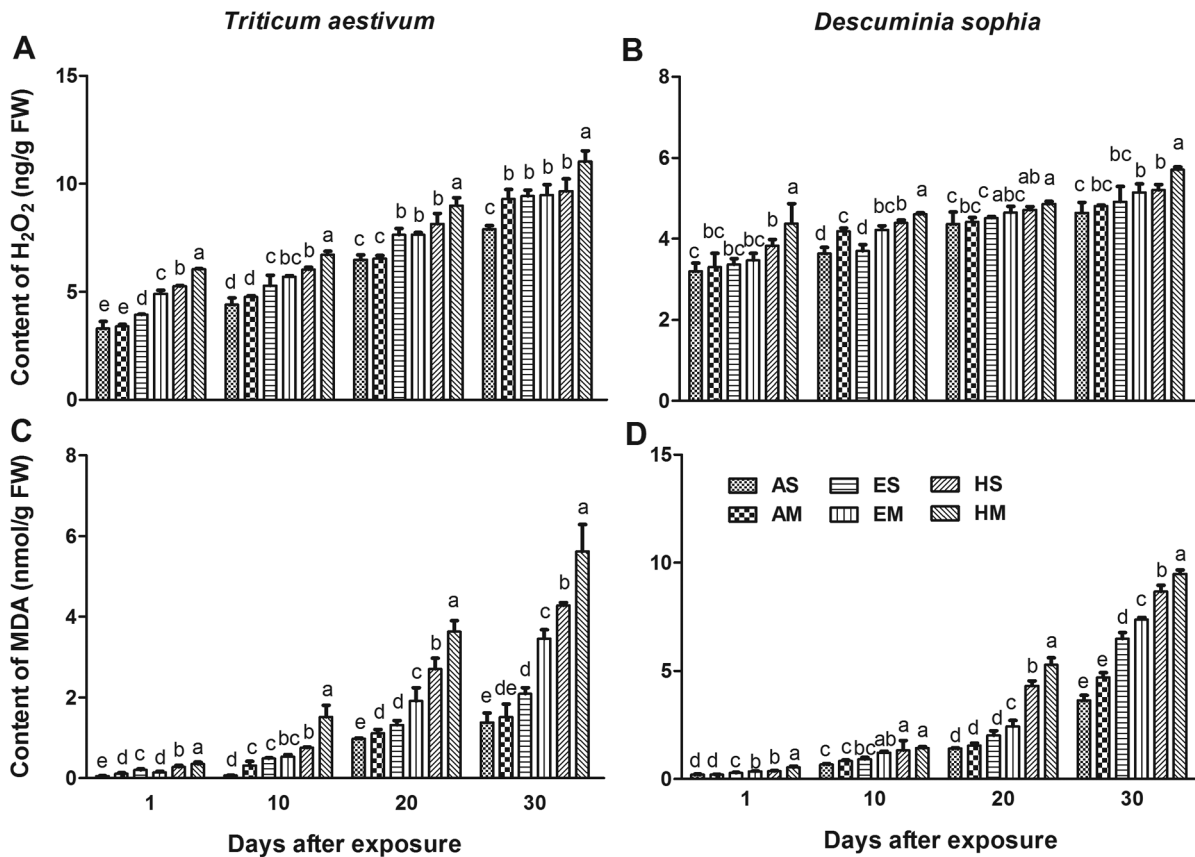 Triticum aestivum
Descuminia sophia
A
Content of H2O2 (ng/g FW)
15
10
5
0
e e d c b a
d d c bc b a
c c b b b a
c b b b b a
B
8
6
4
2
0
c bc bc bc b a
d c d bc b a
c bc c abc ab a
c bc bc b b a
C
Content of MDA (nmol/g FW)
8
6
4
2
0
e d c d b a
d c c bc b a
e d d c b a
e de d c b a
1 10 20 30
Days after exposure
D
15
10
5
0
AS ES HS
AM EM HM
d d c b b a
c c bc ab a a
d d c c b a
e e d c b a
1 10 20 30
Days after exposure